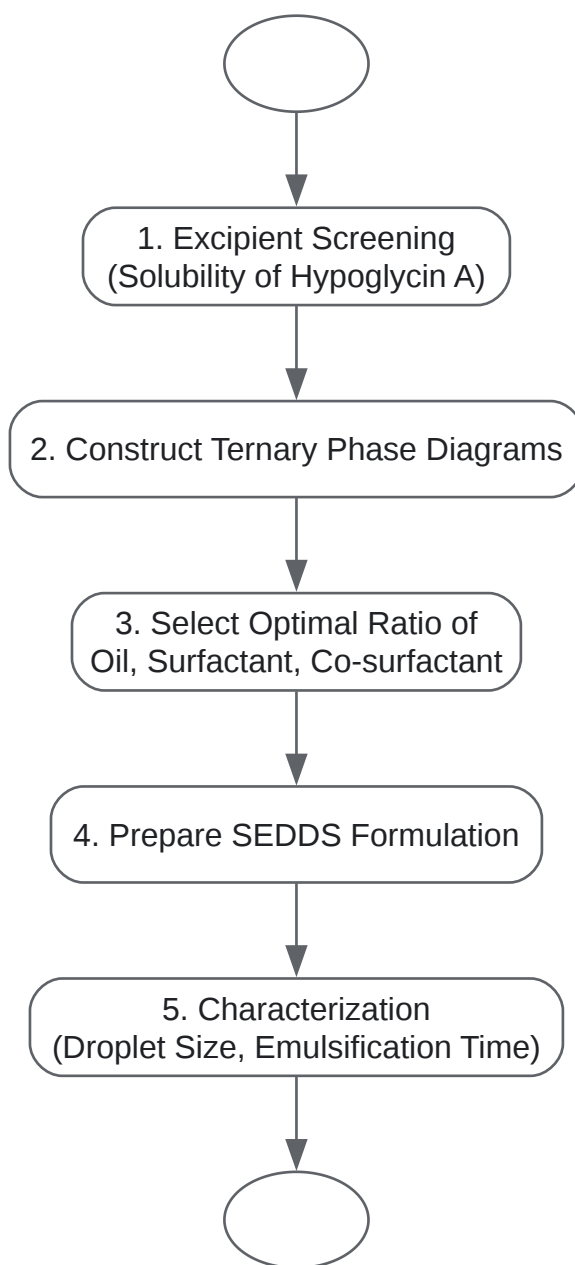 1. Excipient Screening
(Solubility of Hypoglycin A)
2. Construct Ternary Phase Diagrams
3. Select Optimal Ratio of
Oil, Surfactant, Co-surfactant
4. Prepare SEDDS Formulation
5. Characterization
(Droplet Size, Emulsification Time)